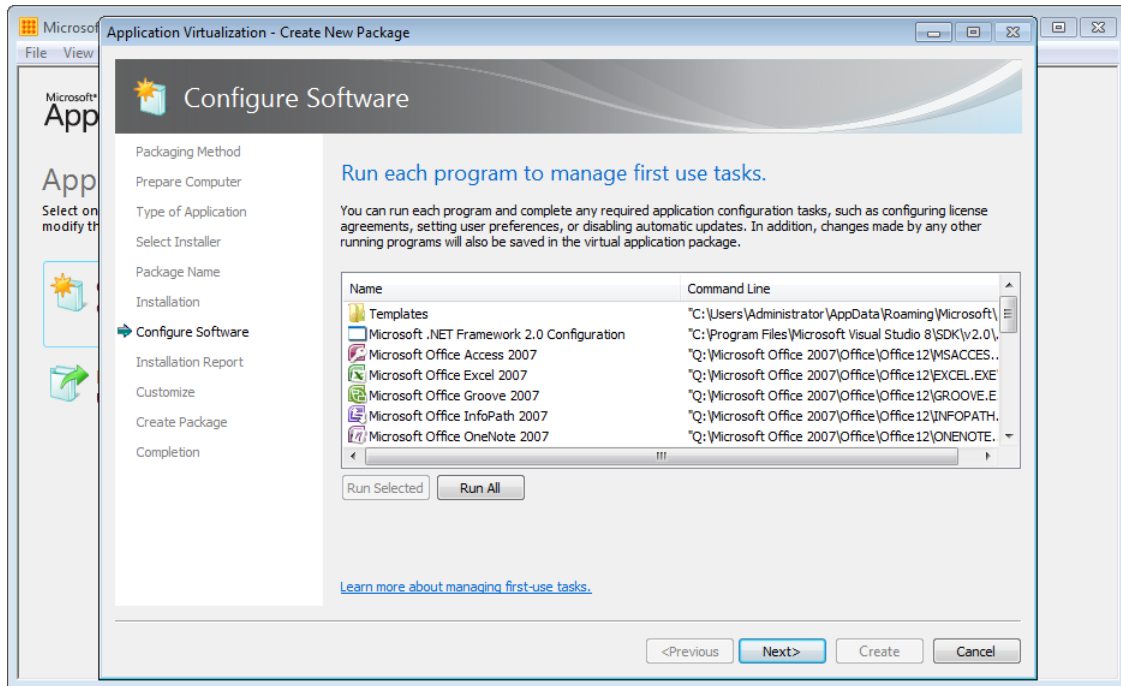 Microsof
File View
Microsoft®
App
App
Select on
modify th
Application Virtualization - Create New Package
Configure Software
Packaging Method
Prepare Computer
Type of Application
Select Installer
Package Name
Installation
Configure Software
Installation Report
Customize
Create Package
Completion
Run each program to manage first use tasks.
You can run each program and complete any required application configuration tasks, such as configuring license
agreements, setting user preferences, or disabling automatic updates. In addition, changes made by any other
running programs will also be saved in the virtual application package.
Name Command Line
Templates "C:\Users\Administrator\AppData\Roaming\Microsoft\
Microsoft .NET Framework 2.0 Configuration "C:\Program Files\Microsoft Visual Studio 8\SDK\v2.0\.
Microsoft Office Access 2007 "Q:\Microsoft Office 2007\Office\Office12\MSACCES..
Microsoft Office Excel 2007 "Q:\Microsoft Office 2007\Office\Office12\EXCEL.EXE"
Microsoft Office Groove 2007 "Q:\Microsoft Office 2007\Office\Office12\GROOVE.E
Microsoft Office InfoPath 2007 "Q:\Microsoft Office 2007\Office\Office12\INFOPATH.
Microsoft Office OneNote 2007 "Q:\Microsoft Office 2007\Office\Office12\ONENOTE..
Run Selected Run All
Learn more about managing first-use tasks.
<Previous Next> Create Cancel